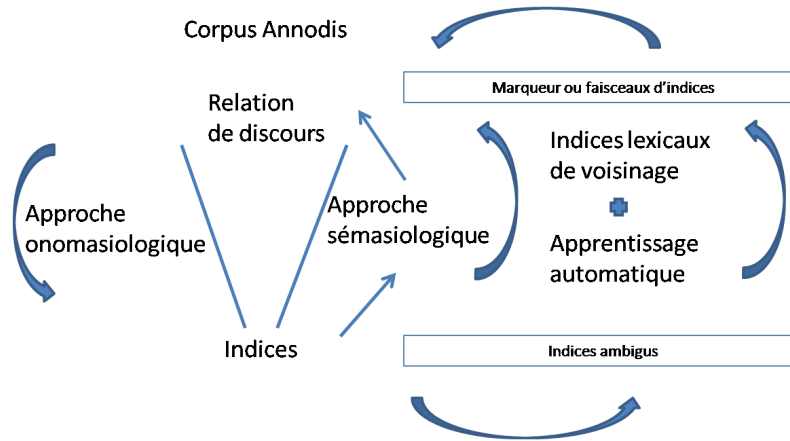 Corpus Annodis
Marqueur ou faisceaux d'indices
Relation
de discours
Indices lexicaux
de voisinage
Approche
onomasiologique
Approche
sémasiologique
Apprentissage
automatique
Indices
Indices ambigus